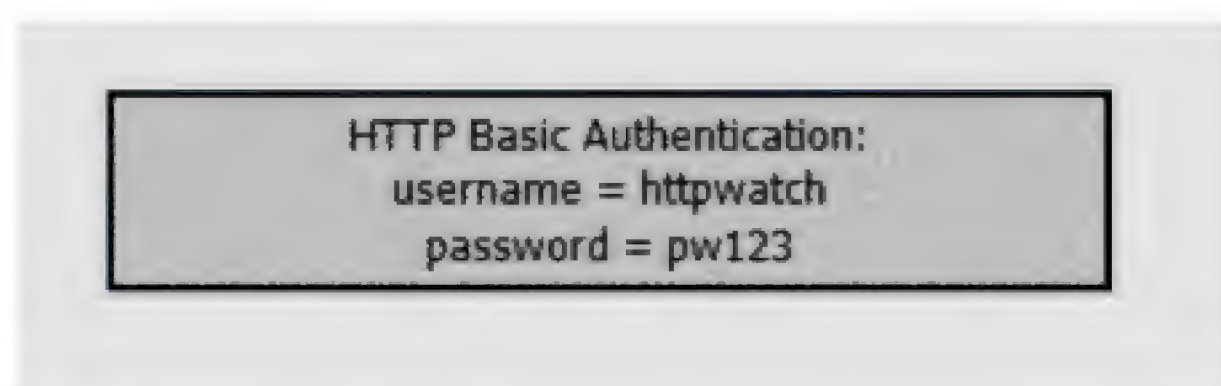 HTTP Basic Authentication:
username = httpwatch
password = pw123